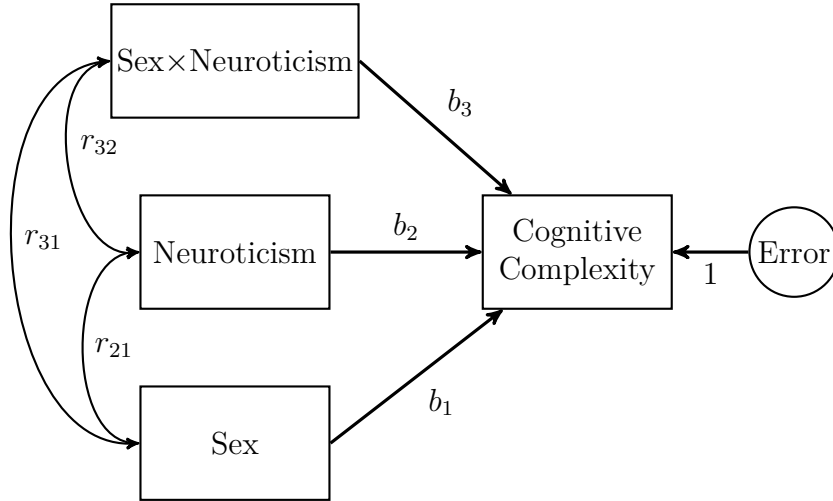 Sex×Neuroticism
b₃
r₃₂
r₃₁
Neuroticism
b₂
Cognitive
Complexity
1
Error
r₂₁
b₁
Sex